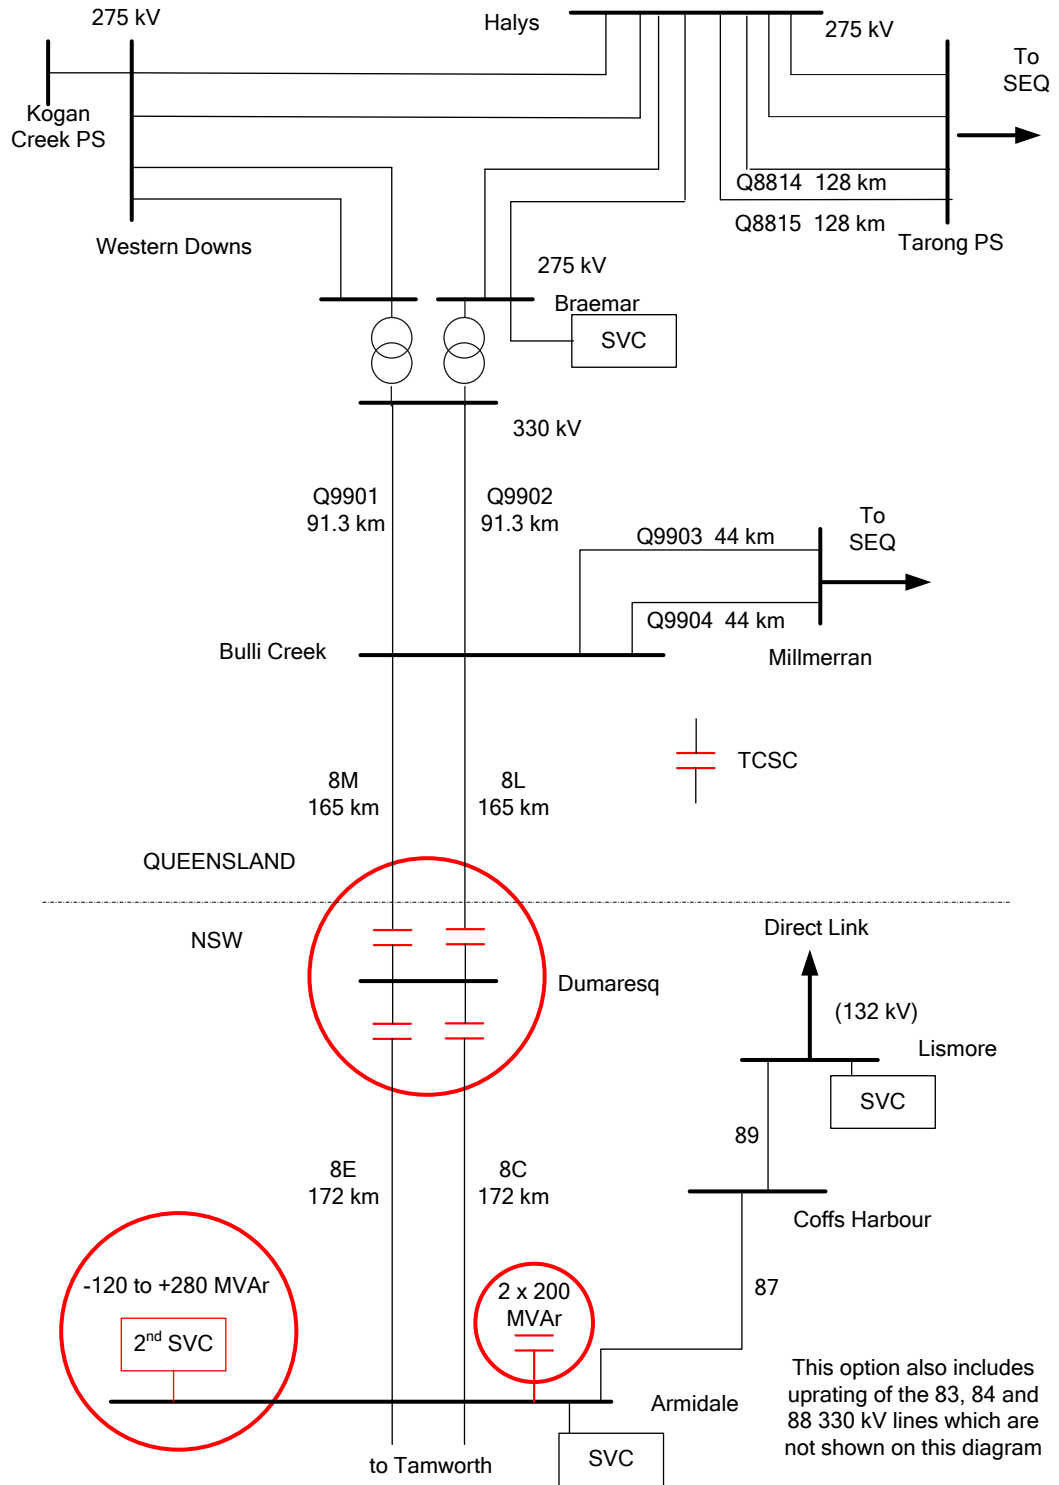 275 kV
Halys
275 kV
To
SEQ
Kogan
Creek PS
Q8814  128 km
Q8815  128 km
Western Downs
Tarong PS
275 kV
Braemar
SVC
330 kV
Q9901
91.3 km
Q9902
91.3 km
To
SEQ
Q9903  44 km
Q9904  44 km
Bulli Creek
Millmerran
TCSC
8M
165 km
8L
165 km
QUEENSLAND
NSW
Direct Link
Dumaresq
(132 kV)
Lismore
SVC
89
8E
172 km
8C
172 km
Coffs Harbour
-120 to +280 MVAr
2nd SVC
2 x 200
MVAr
87
Armidale
to Tamworth
SVC
This option also includes
uprating of the 83, 84 and
88 330 kV lines which are
not shown on this diagram